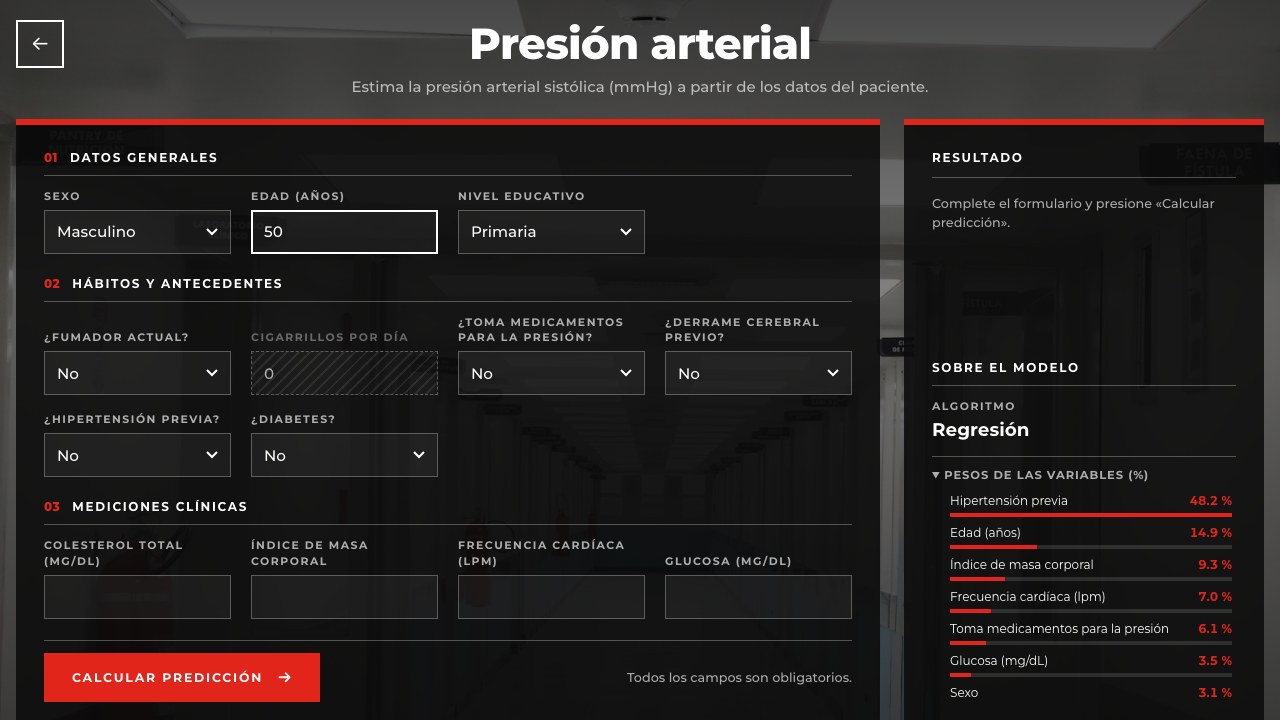 Presión arterial
Estima la presión arterial sistólica (mmHg) a partir de los datos del paciente.
01 DATOS GENERALES
SEXO
Masculino
EDAD (AÑOS)
50
NIVEL EDUCATIVO
Primaria
02 HÁBITOS Y ANTECEDENTES
¿FUMADOR ACTUAL?
No
CIGARRILLOS POR DÍA
0
¿TOMA MEDICAMENTOS
PARA LA PRESIÓN?
No
¿DERRAME CEREBRAL
PREVIO?
No
¿HIPERTENSIÓN PREVIA?
No
¿DIABETES?
No
03 MEDICIONES CLÍNICAS
COLESTEROL TOTAL
(MG/DL)
ÍNDICE DE MASA
CORPORAL
FRECUENCIA CARDÍACA
(LPM)
GLUCOSA (MG/DL)
CALCULAR PREDICCIÓN →
Todos los campos son obligatorios.
RESULTADO
Complete el formulario y presione «Calcular
predicción».
SOBRE EL MODELO
ALGORITMO
Regresión
PESOS DE LAS VARIABLES (%)
Hipertensión previa 48.2 %
Edad (años) 14.9 %
Índice de masa corporal 9.3 %
Frecuencia cardíaca (lpm) 7.0 %
Toma medicamentos para la presión 6.1 %
Glucosa (mg/dL) 3.5 %
Sexo 3.1 %